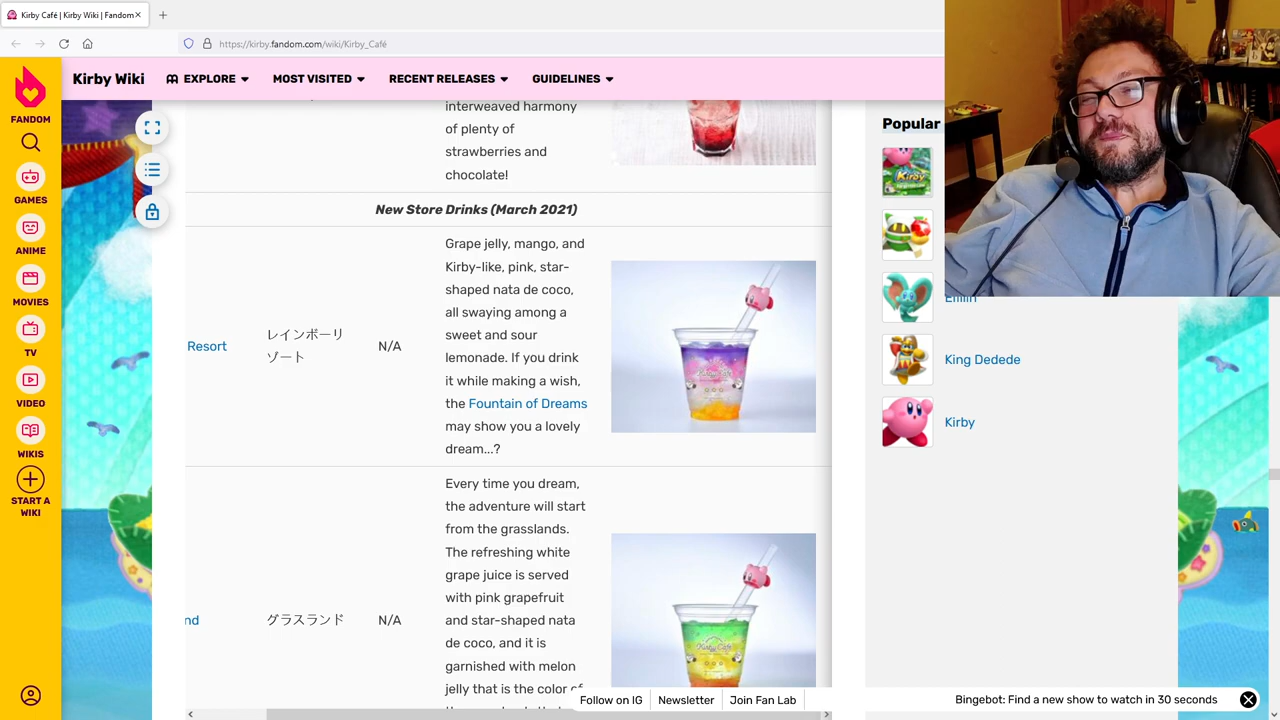 Kirby Café | Kirby Wiki | Fandom
https://kirby.fandom.com/wiki/Kirby_Café
FANDOM
GAMES
ANIME
MOVIES
TV
VIDEO
WIKIS
START A
WIKI
Kirby Wiki EXPLORE MOST VISITED RECENT RELEASES GUIDELINES
interweaved harmony
of plenty of
strawberries and
chocolate!
New Store Drinks (March 2021)
Resort
レインボーリ
ゾート
N/A
Grape jelly, mango, and
Kirby-like, pink, star-
shaped nata de coco,
all swaying among a
sweet and sour
lemonade. If you drink
it while making a wish,
the Fountain of Dreams
may show you a lovely
dream...?
nd
グラスランド
N/A
Every time you dream,
the adventure will start
from the grasslands.
The refreshing white
grape juice is served
with pink grapefruit
and star-shaped nata
de coco, and it is
garnished with melon
jelly that is the color of
Popular
Kirby
Elfilin
King Dedede
Kirby
Follow on IG Newsletter Join Fan Lab
Bingebot: Find a new show to watch in 30 seconds